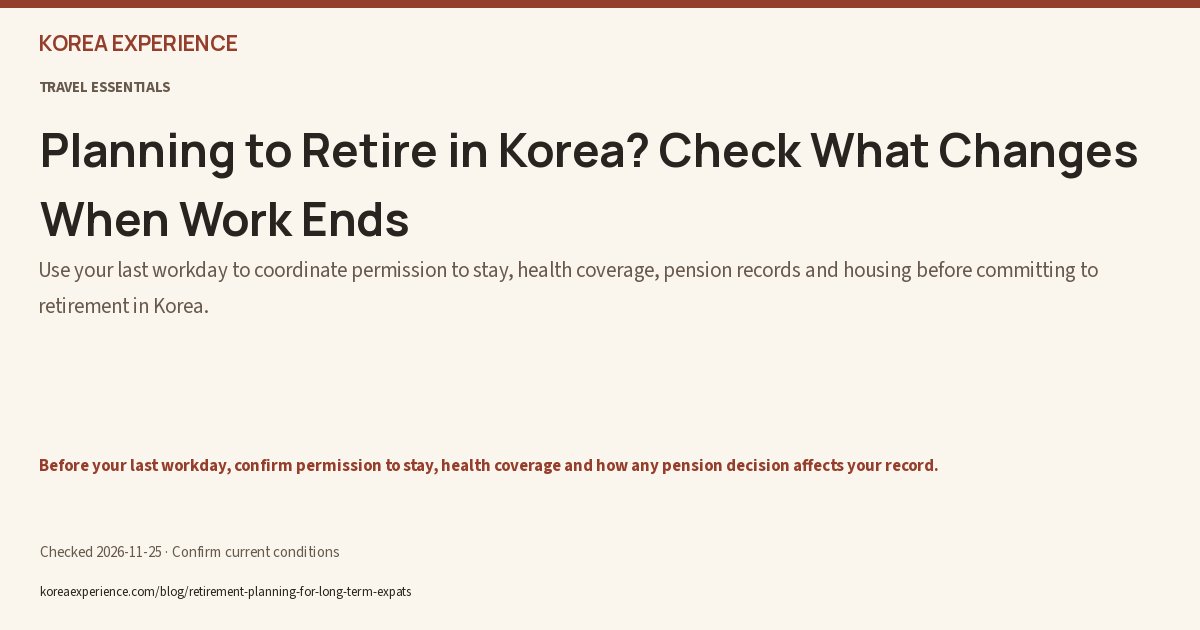 KOREA EXPERIENCE
TRAVEL ESSENTIALS
Planning to Retire in Korea? Check What Changes
When Work Ends
Use your last workday to coordinate permission to stay, health coverage, pension records and housing before committing to
retirement in Korea.
Before your last workday, confirm permission to stay, health coverage and how any pension decision affects your record.
Checked 2026-11-25 · Confirm current conditions
koreaexperience.com/blog/retirement-planning-for-long-term-expats